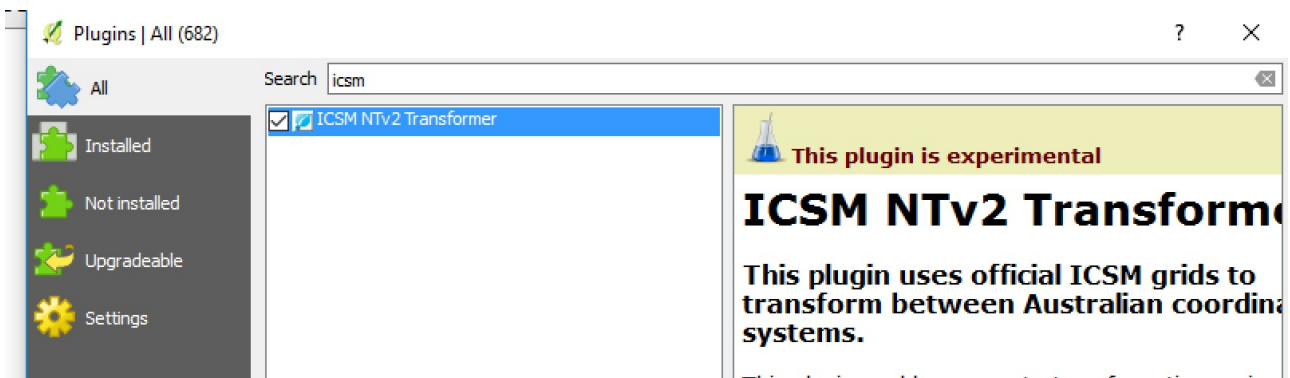 Plugins | All (682)
?
All
Search icsm
ICSM NTv2 Transformer
Installed
This plugin is experimental
Not installed
ICSM NTv2 Transform
Upgradeable
This plugin uses official ICSM grids to
transform between Australian coordina
systems.
Settings